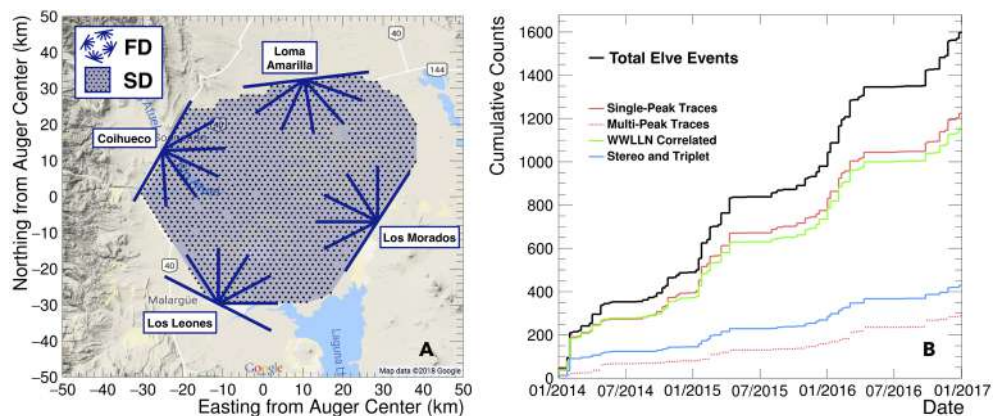 Northing from Auger Center (km)
50
40
30
20
10
0
−10
−20
−30
−40
−50
FD
SD
Loma
Amarilla
40
144
Coihueco
Los Morados
40
Malargüe
Los Leones
Google
A
Map data ©2018 Google
−50 −40 −30 −20 −10 0 10 20 30 40 50
Easting from Auger Center (km)
Cumulative Counts
1600
1400
1200
1000
800
600
400
200
0
Total Elve Events
Single-Peak Traces
Multi-Peak Traces
WWLLN Correlated
Stereo and Triplet
B
01/2014 07/2014 01/2015 07/2015 01/2016 07/2016 01/2017
Date